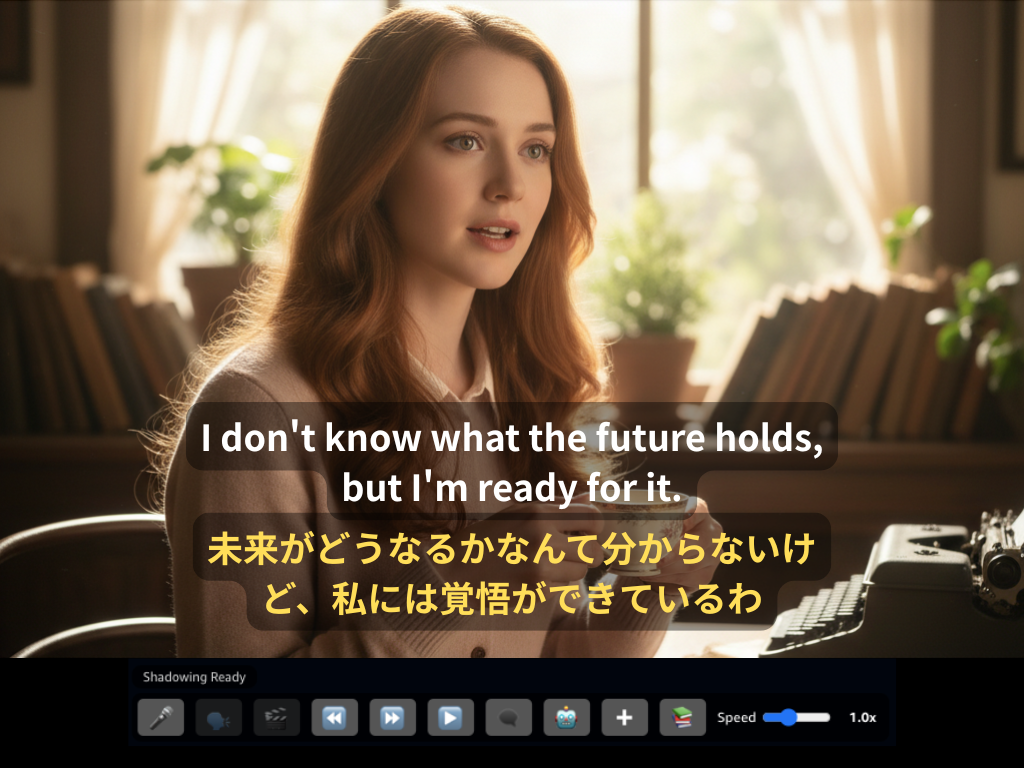 I don't know what the future holds,
but I'm ready for it.
未来がどうなるかなんて分からないけ
ど、私には覚悟ができているわ
Shadowing Ready
Speed 1.0x